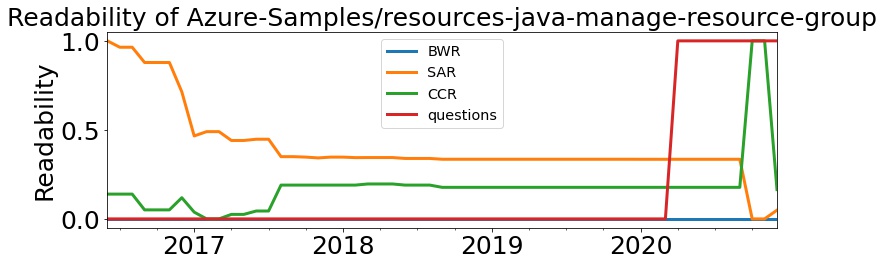 Readability of Azure-Samples/resources-java-manage-resource-group
1.0
0.5
0.0
Readability
BWR
SAR
CCR
questions
2017 2018 2019 2020